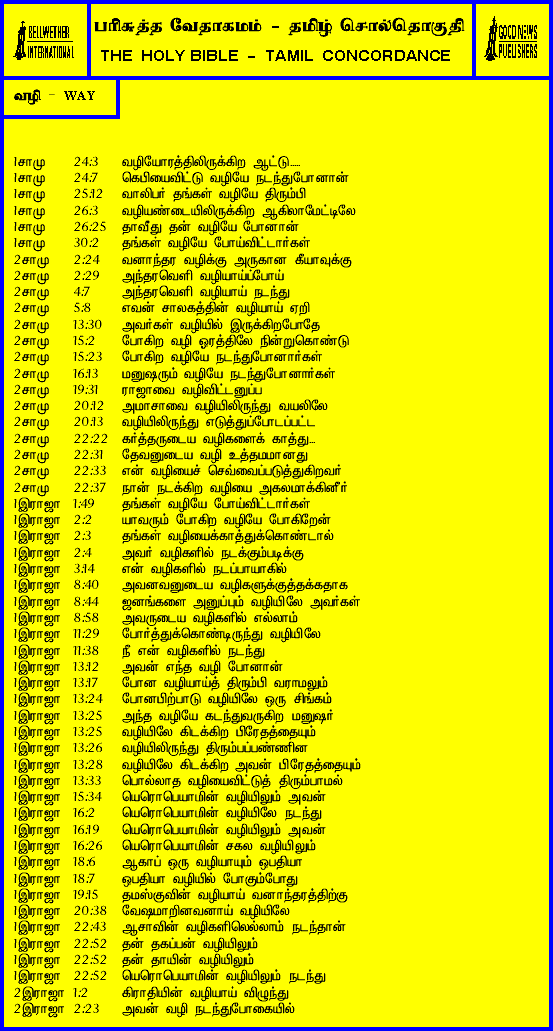 BELLWETHER INTERNATIONAL
பரிசுத்த வேதாகமம் - தமிழ் சொல்தொகுதி
THE HOLY BIBLE - TAMIL CONCORDANCE
GOOD NEWS PUBLISHERS
வழி - WAY
1சாமு 24:3 வழியோரத்திலிருக்கிற ஆட்டு.....
1சாமு 24:7 கெபியைவிட்டு வழியே நடந்துபோனான்
1சாமு 25:12 வாலிபர் தங்கள் வழியே திரும்பி
1சாமு 26:3 வழியண்டையிலிருக்கிற ஆகிலாமேட்டிலே
1சாமு 26:25 தாவீது தன் வழியே போனான்
1சாமு 30:2 தங்கள் வழியே போய்விட்டார்கள்
2சாமு 2:24 வனாந்தர வழிக்கு அருகான கீயாவுக்கு
2சாமு 2:29 அந்தரவெளி வழியாய்ப்போய்
2சாமு 4:7 அந்தரவெளி வழியாய் நடந்து
2சாமு 5:8 எவன் சாலகத்தின் வழியாய் ஏறி
2சாமு 13:30 அவர்கள் வழியில் இருக்கிறபோதே
2சாமு 15:2 போகிற வழி ஓரத்திலே நின்றுகொண்டு
2சாமு 15:23 போகிற வழியே நடந்துபோனார்கள்
2சாமு 16:13 மனுஷரும் வழியே நடந்துபோனார்கள்
2சாமு 19:31 ராஜாவை வழிவிட்டனுப்ப
2சாமு 20:12 அமாசாவை வழியிலிருந்து வயலிலே
2சாமு 20:13 வழியிலிருந்து எடுத்துப்போடப்பட்ட
2சாமு 22:22 கர்த்தருடைய வழிகளைக் காத்து...
2சாமு 22:31 தேவனுடைய வழி உத்தமமானது
2சாமு 22:33 என் வழியைச் செவ்வைப்படுத்துகிறவர்
2சாமு 22:37 நான் நடக்கிற வழியை அகலமாக்கினீர்
1இராஜா 1:49 தங்கள் வழியே போய்விட்டார்கள்
1இராஜா 2:2 யாவரும் போகிற வழியே போகிறேன்
1இராஜா 2:3 தங்கள் வழியைக்காத்துக்கொண்டால்
1இராஜா 2:4 அவர் வழிகளில் நடக்கும்படிக்கு
1இராஜா 3:14 என் வழிகளில் நடப்பாயாகில்
1இராஜா 8:40 அவனவனுடைய வழிகளுக்குத்தக்கதாக
1இராஜா 8:44 ஜனங்களை அனுப்பும் வழியிலே அவர்கள்
1இராஜா 8:58 அவருடைய வழிகளில் எல்லாம்
1இராஜா 11:29 போர்த்துக்கொண்டிருந்து வழியிலே
1இராஜா 11:38 நீ என் வழிகளில் நடந்து
1இராஜா 13:12 அவன் எந்த வழி போனான்
1இராஜா 13:17 போன வழியாய்த் திரும்பி வராமலும்
1இராஜா 13:24 போனபிற்பாடு வழியிலே ஒரு சிங்கம்
1இராஜா 13:25 அந்த வழியே கடந்துவருகிற மனுஷர்
1இராஜா 13:25 வழியிலே கிடக்கிற பிரேதத்தையும்
1இராஜா 13:26 வழியிலிருந்து திரும்பப்பண்ணின
1இராஜா 13:28 வழியிலே கிடக்கிற அவன் பிரேதத்தையும்
1இராஜா 13:33 பொல்லாத வழியைவிட்டுத் திரும்பாமல்
1இராஜா 15:34 யெரொபெயாமின் வழியிலும் அவன்
1இராஜா 16:2 யெரொபெயாமின் வழியிலே நடந்து
1இராஜா 16:19 யெரொபெயாமின் வழியிலும் அவன்
1இராஜா 16:26 யெரொபெயாமின் சகல வழியிலும்
1இராஜா 18:6 ஆகாப் ஒரு வழியாயும் ஒபதியா
1இராஜா 18:7 ஒபதியா வழியில் போகும்போது
1இராஜா 19:15 தமஸ்குவின் வழியாய் வனாந்தரத்திற்கு
1இராஜா 20:38 வேஷமாறினவனாய் வழியிலே
1இராஜா 22:43 ஆசாவின் வழிகளிலெல்லாம் நடந்தான்
1இராஜா 22:52 தன் தகப்பன் வழியிலும்
1இராஜா 22:52 தன் தாயின் வழியிலும்
1இராஜா 22:52 யெரொபெயாமின் வழியிலும் நடந்து
2இராஜா 1:2 கிராதியின் வழியாய் விழுந்து
2இராஜா 2:23 அவன் வழி நடந்துபோகையில்